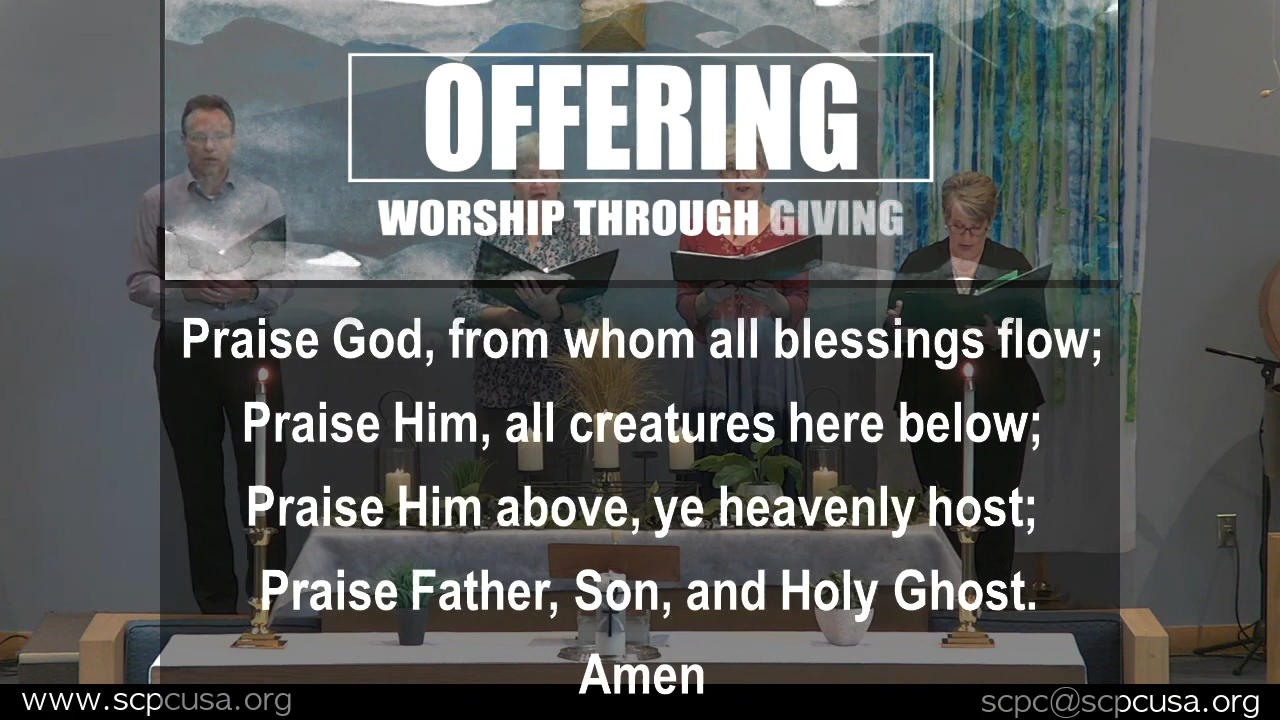 OFFERING
WORSHIP THROUGH GIVING
Praise God, from whom all blessings flow;
Praise Him, all creatures here below;
Praise Him above, ye heavenly host;
Praise Father, Son, and Holy Ghost.
Amen
www.scpcusa.org
scpc@scpcusa.org